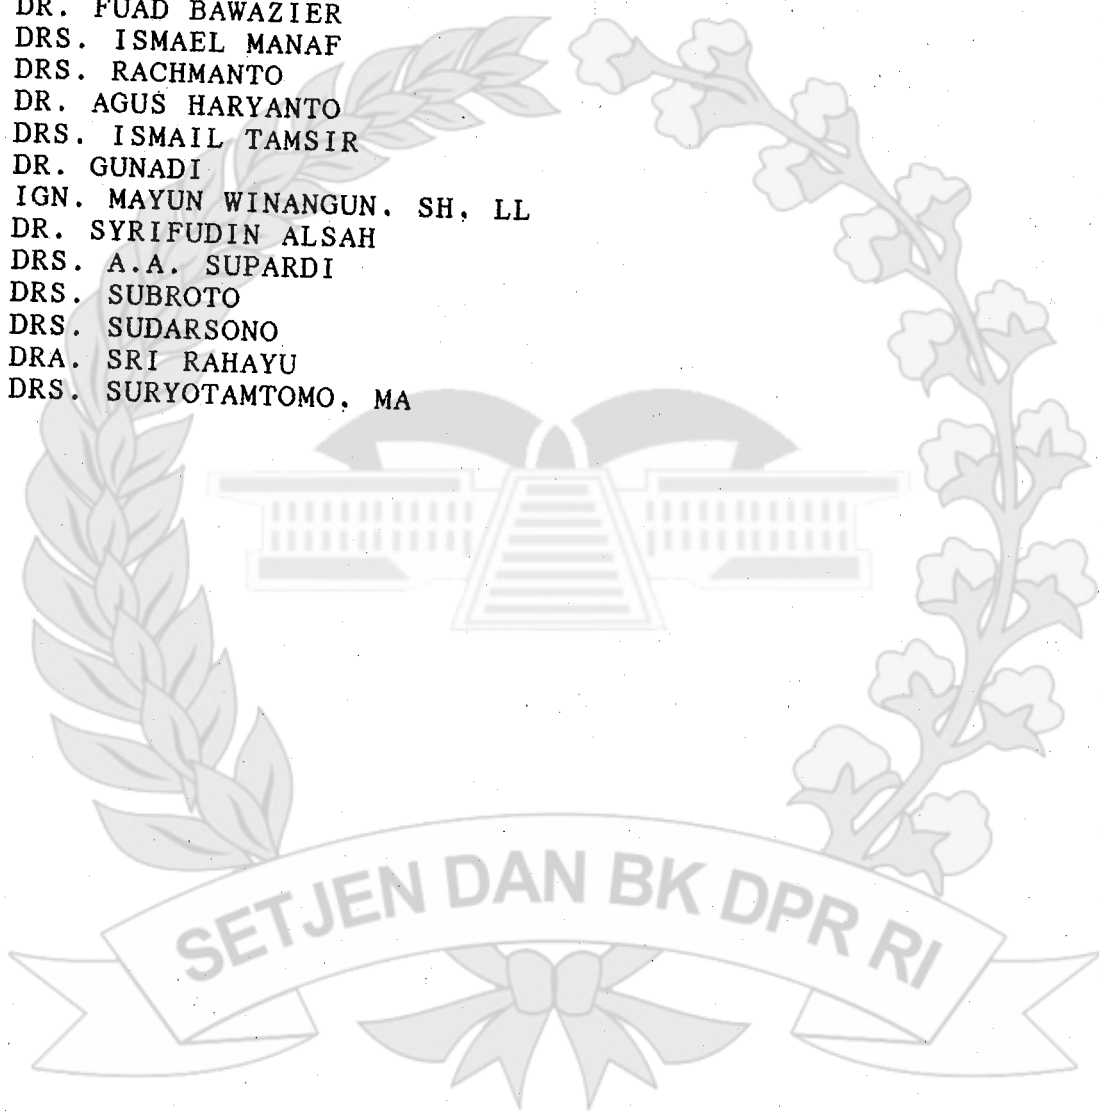 DR. FUAD BAWAZIER
DRS. ISMAEL MANAF
DRS. RACHMANTO
DR. AGUS HARYANTO
DRS. ISMAIL TAMSIR
DR. GUNADI
IGN. MAYUN WINANGUN. SH, LL
DR. SYRIFUDIN ALSAH
DRS. A.A. SUPARDI
DRS. SUBROTO
DRS. SUDARSONO
DRA. SRI RAHAYU
DRS. SURYOTAMTOMO, MA
SETJEN DAN BK DPR RI